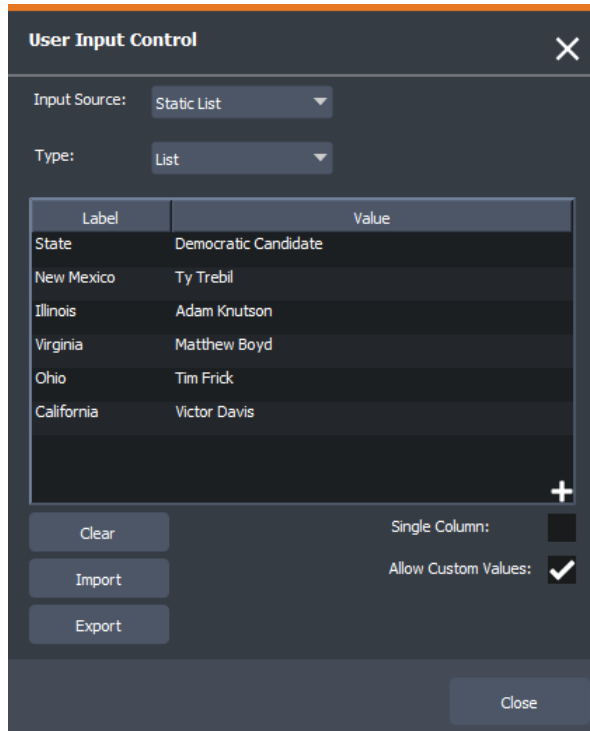 User Input Control
Input Source: Static List
Type: List
Label Value
State Democratic Candidate
New Mexico Ty Trebil
Illinois Adam Knutson
Virginia Matthew Boyd
Ohio Tim Frick
California Victor Davis
Clear Single Column:
Import Allow Custom Values:
Export
Close